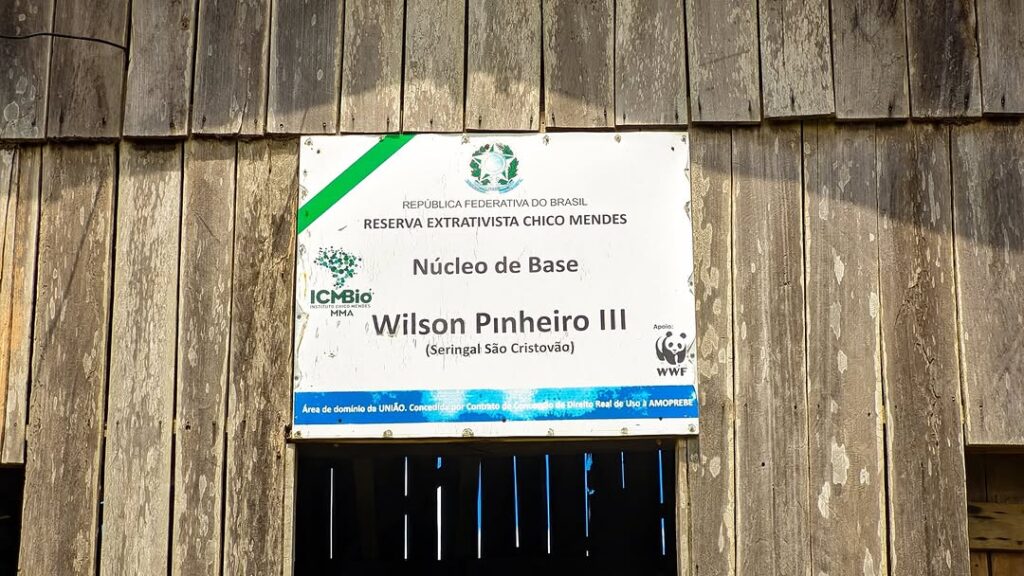 REPÚBLICA FEDERATIVA DO BRASIL
RESERVA EXTRATIVISTA CHICO MENDES
Núcleo de Base
ICMBio
INSTITUTO CHICO MENDES
MMA
Wilson Pinheiro III
(Seringal São Cristovão)
Apoio:
WWF
Área de domínio da UNIÃO. Concedida por Contrato de Concessão de Direito Real de Uso à AMOPREBE